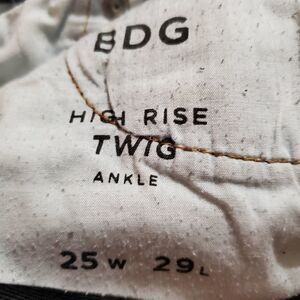 BDG
HIGH RISE
TWIG
ANKLE
25 W 29 L